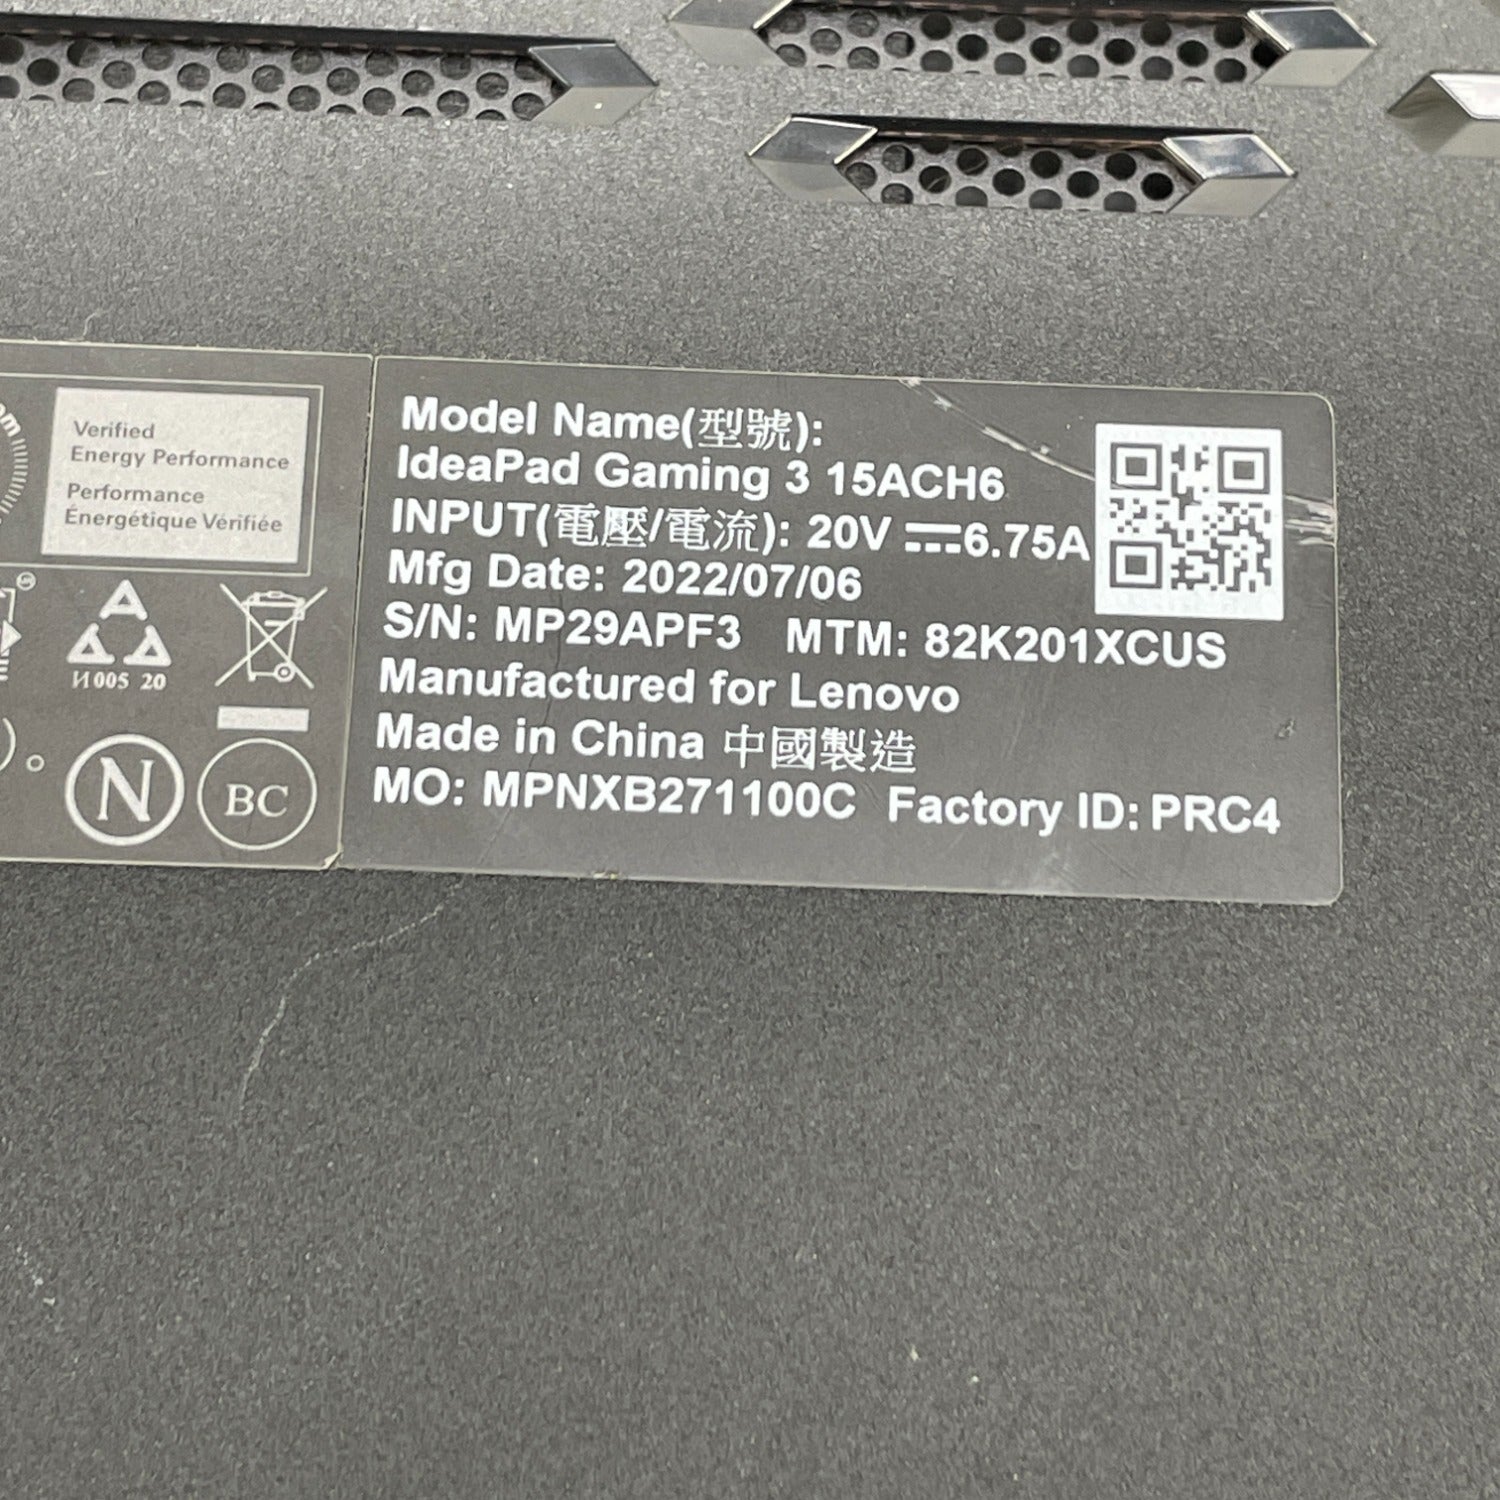 Verified
Energy Performance
Performance
Énergétique Vérifiée
И005 20
N
BC
Model Name(型號):
IdeaPad Gaming 3 15ACH6
INPUT(電壓/電流): 20V ⎓6.75A
Mfg Date: 2022/07/06
S/N: MP29APF3 MTM: 82K201XCUS
Manufactured for Lenovo
Made in China 中國製造
MO: MPNXB271100C Factory ID: PRC4